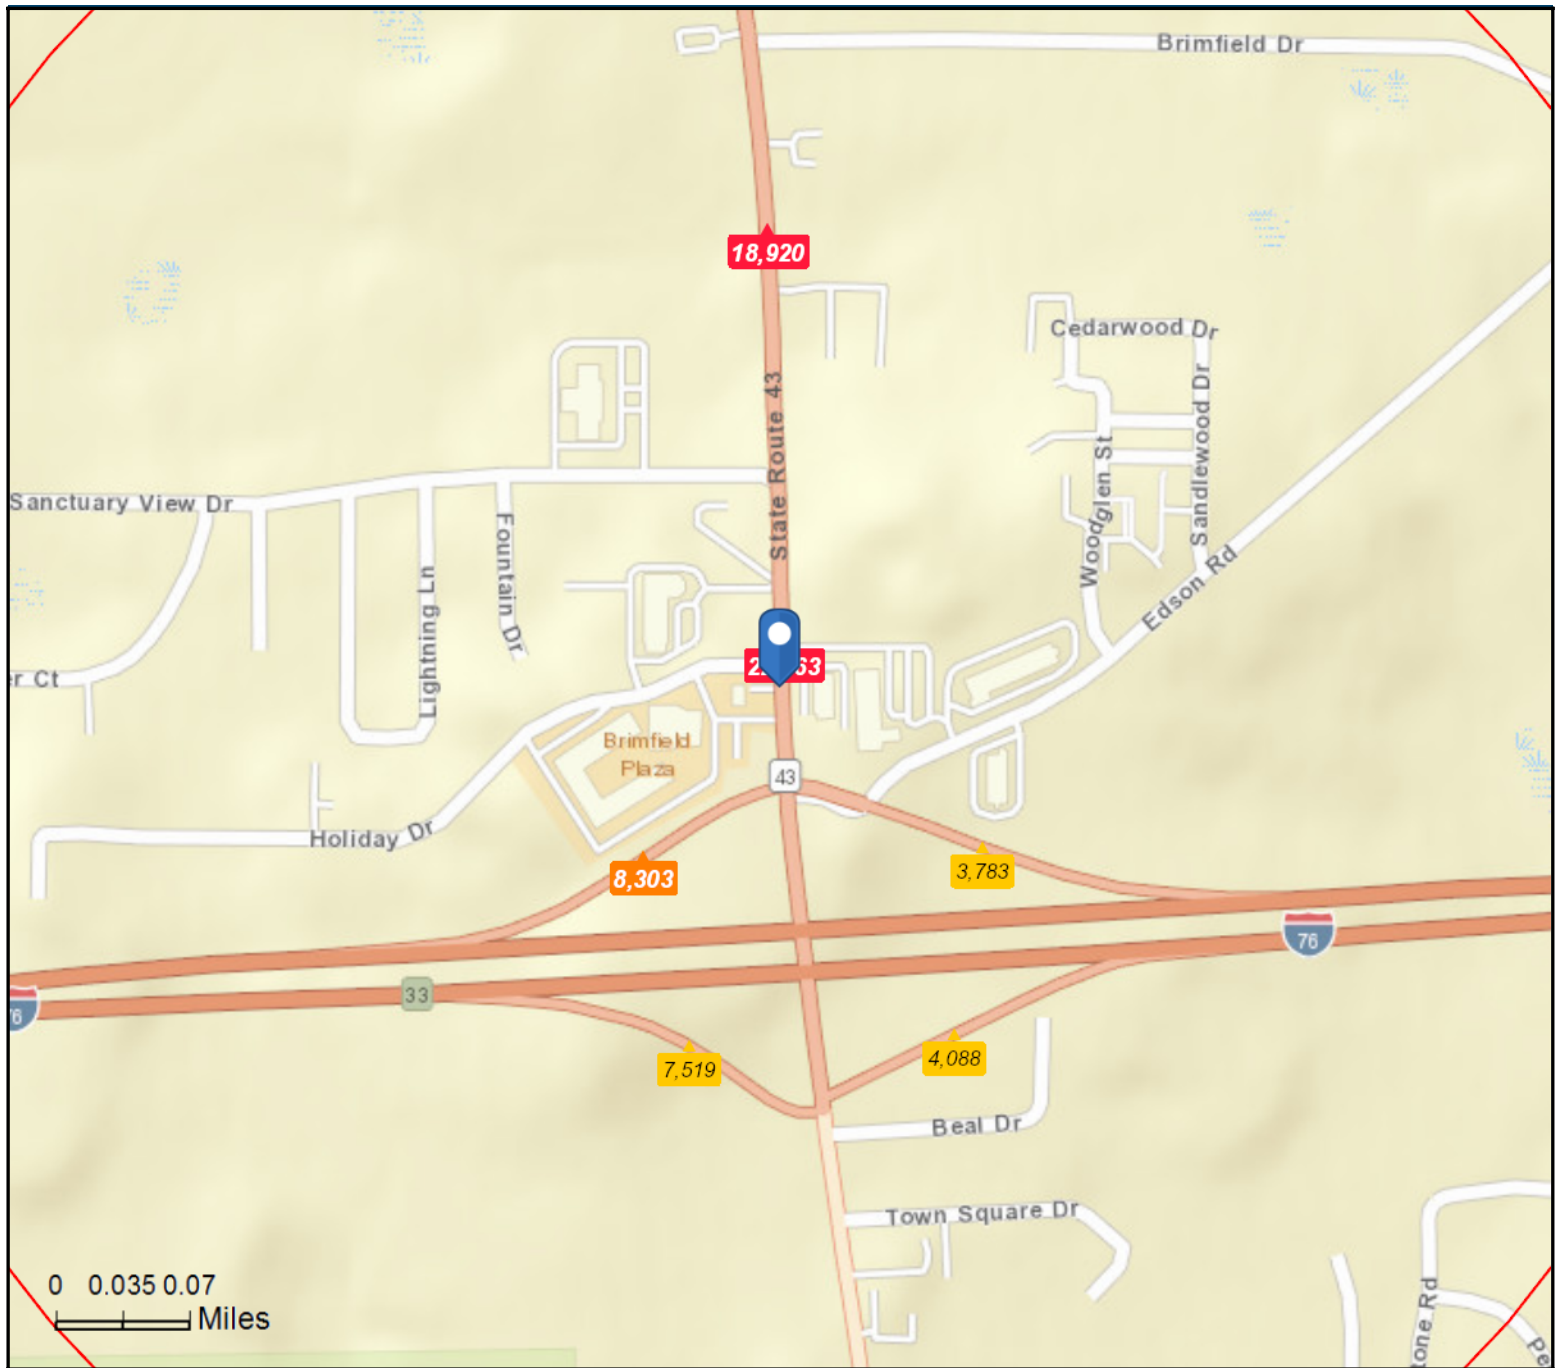 Brimfield Dr
18,920
Cedarwood Dr
State Route 43
Sandlewood Dr
Woodglen St
Sanctuary View Dr
Fountain Dr
Lightning Ln
Edson Rd
Ct
Brimfield
Plaza
43
Holiday Dr
8,303
3,783
76
33
7,519
4,088
Beal Dr
Town Square Dr
0 0.035 0.07
Miles
Rd